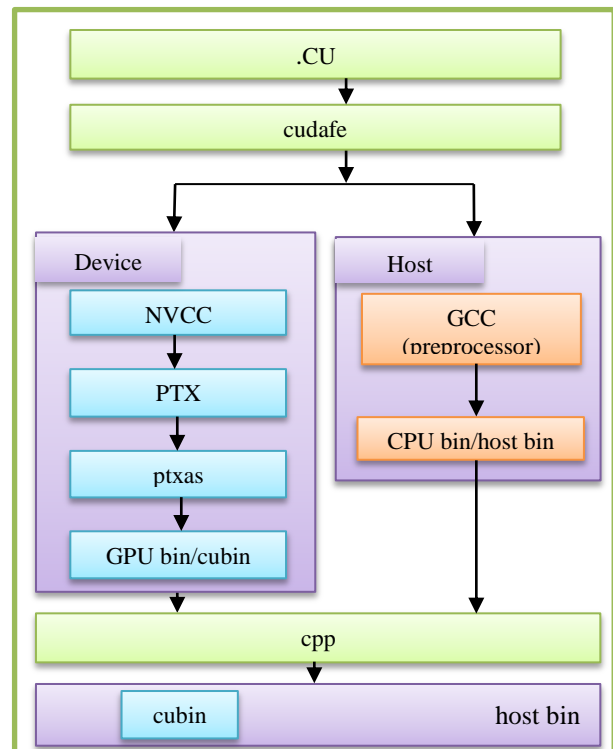 .CU
cudafe
Device
NVCC
PTX
ptxas
GPU bin/cubin
Host
GCC
(preprocessor)
CPU bin/host bin
cpp
cubin
host bin